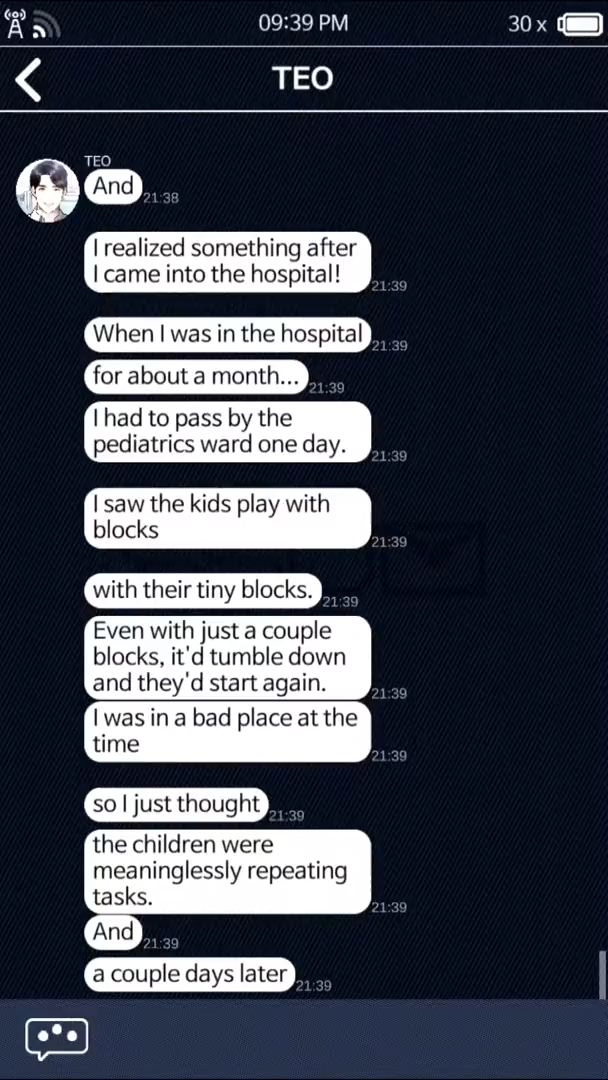 09:39 PM
30 x
TEO
TEO
And
21:38
I realized something after
I came into the hospital!
21:39
When I was in the hospital
21:39
for about a month...
21:39
I had to pass by the
pediatrics ward one day.
21:39
I saw the kids play with
blocks
21:39
with their tiny blocks.
21:39
Even with just a couple
blocks, it'd tumble down
and they'd start again.
21:39
I was in a bad place at the
time
21:39
so I just thought
21:39
the children were
meaninglessly repeating
tasks.
21:39
And
21:39
a couple days later
21:39